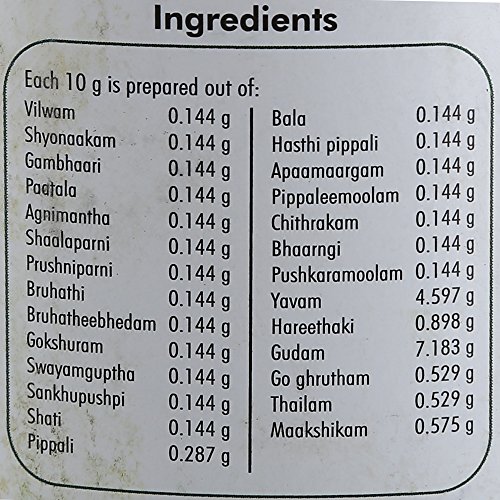 Ingredients
Each 10 g is prepared out of:
Vilwam 0.144 g
Shyonaakam 0.144 g
Gambhaari 0.144 g
Paatala 0.144 g
Agnimantha 0.144 g
Shaalaparni 0.144 g
Prushniparni 0.144 g
Bruhathi 0.144 g
Bruhatheebhedam 0.144 g
Gokshuram 0.144 g
Swayamguptha 0.144 g
Sankhupushpi 0.144 g
Shati 0.144 g
Pippali 0.287 g
Bala 0.144 g
Hasthi pippali 0.144 g
Apaamaargam 0.144 g
Pippaleemoolam 0.144 g
Chithrakam 0.144 g
Bhaarngi 0.144 g
Pushkaramoolam 0.144 g
Yavam 4.597 g
Hareethaki 0.898 g
Gudam 7.183 g
Go ghrutham 0.529 g
Thailam 0.529 g
Maakshikam 0.575 g